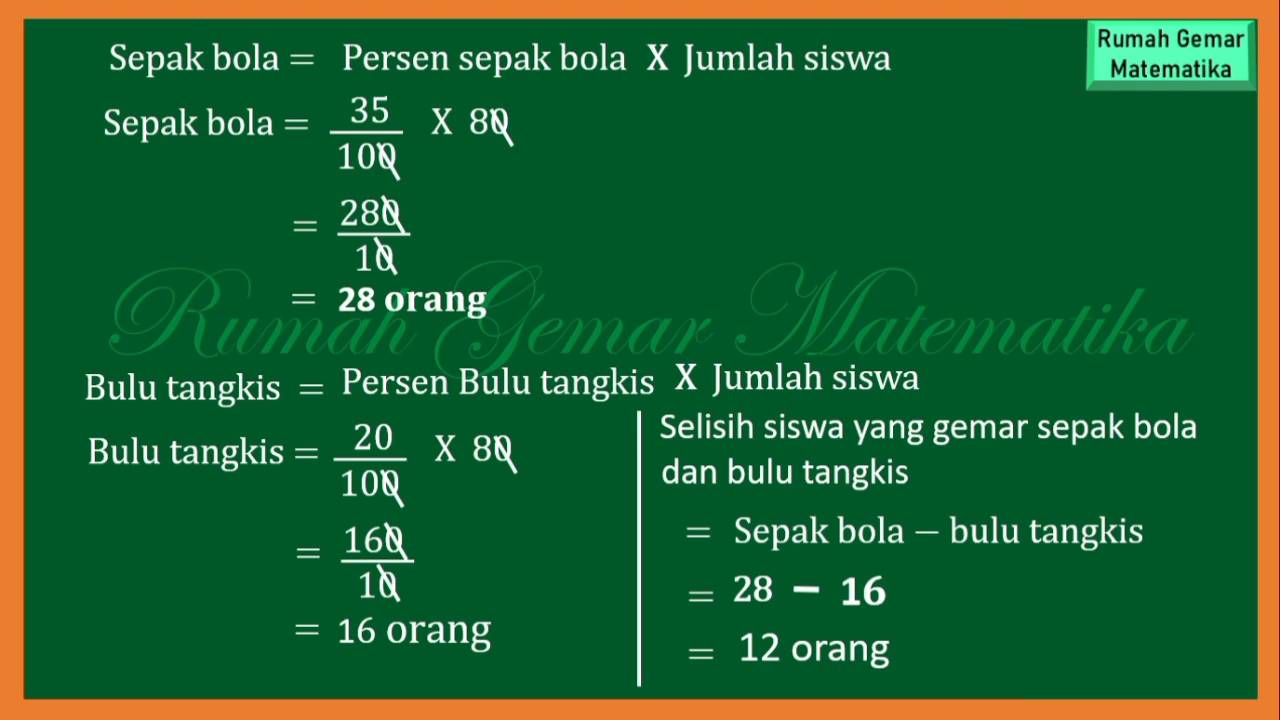 Rumah Gemar
Matematika
Sepak bola = Persen sepak bola X Jumlah siswa
Sepak bola = 35/100 X 80
= 280/10
= 28 orang
Rumah Gemar Matematika
Bulu tangkis = Persen Bulu tangkis X Jumlah siswa
Bulu tangkis = 20/100 X 80
= 160/10
= 16 orang
Selisih siswa yang gemar sepak bola
dan bulu tangkis
= Sepak bola – bulu tangkis
= 28 – 16
= 12 orang